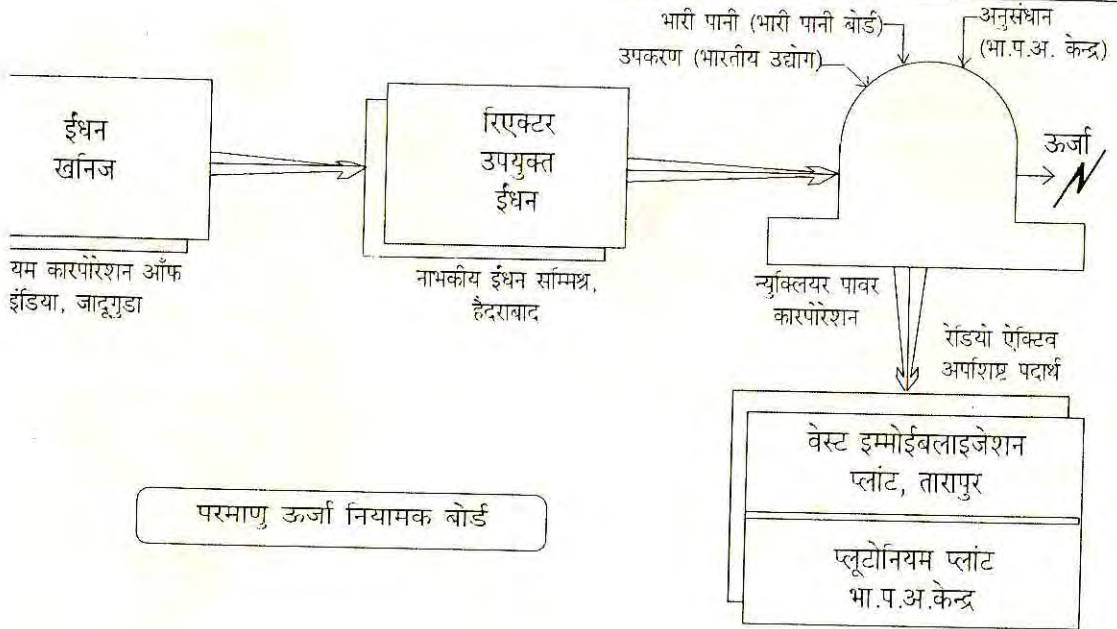 भारी पानी (भारी पानी बोर्ड)
उपकरण (भारतीय उद्योग)
अनुसंधान
(भा.प.अ. केन्द्र)
ईंधन
खनिज
रिएक्टर
उपयुक्त
ईंधन
ऊर्जा
यम कारपोरेशन ऑफ
इंडिया, जादूगुडा
नाभकीय ईंधन सम्मिश्र,
हैदराबाद
न्युक्लियर पावर
कारपोरेशन
रेडियो ऐक्टिव
अपशिष्ट पदार्थ
वेस्ट इम्मोईबलाइजेशन
प्लांट, तारापुर
प्लूटोनियम प्लांट
भा.प.अ.केन्द्र
परमाणु ऊर्जा नियामक बोर्ड